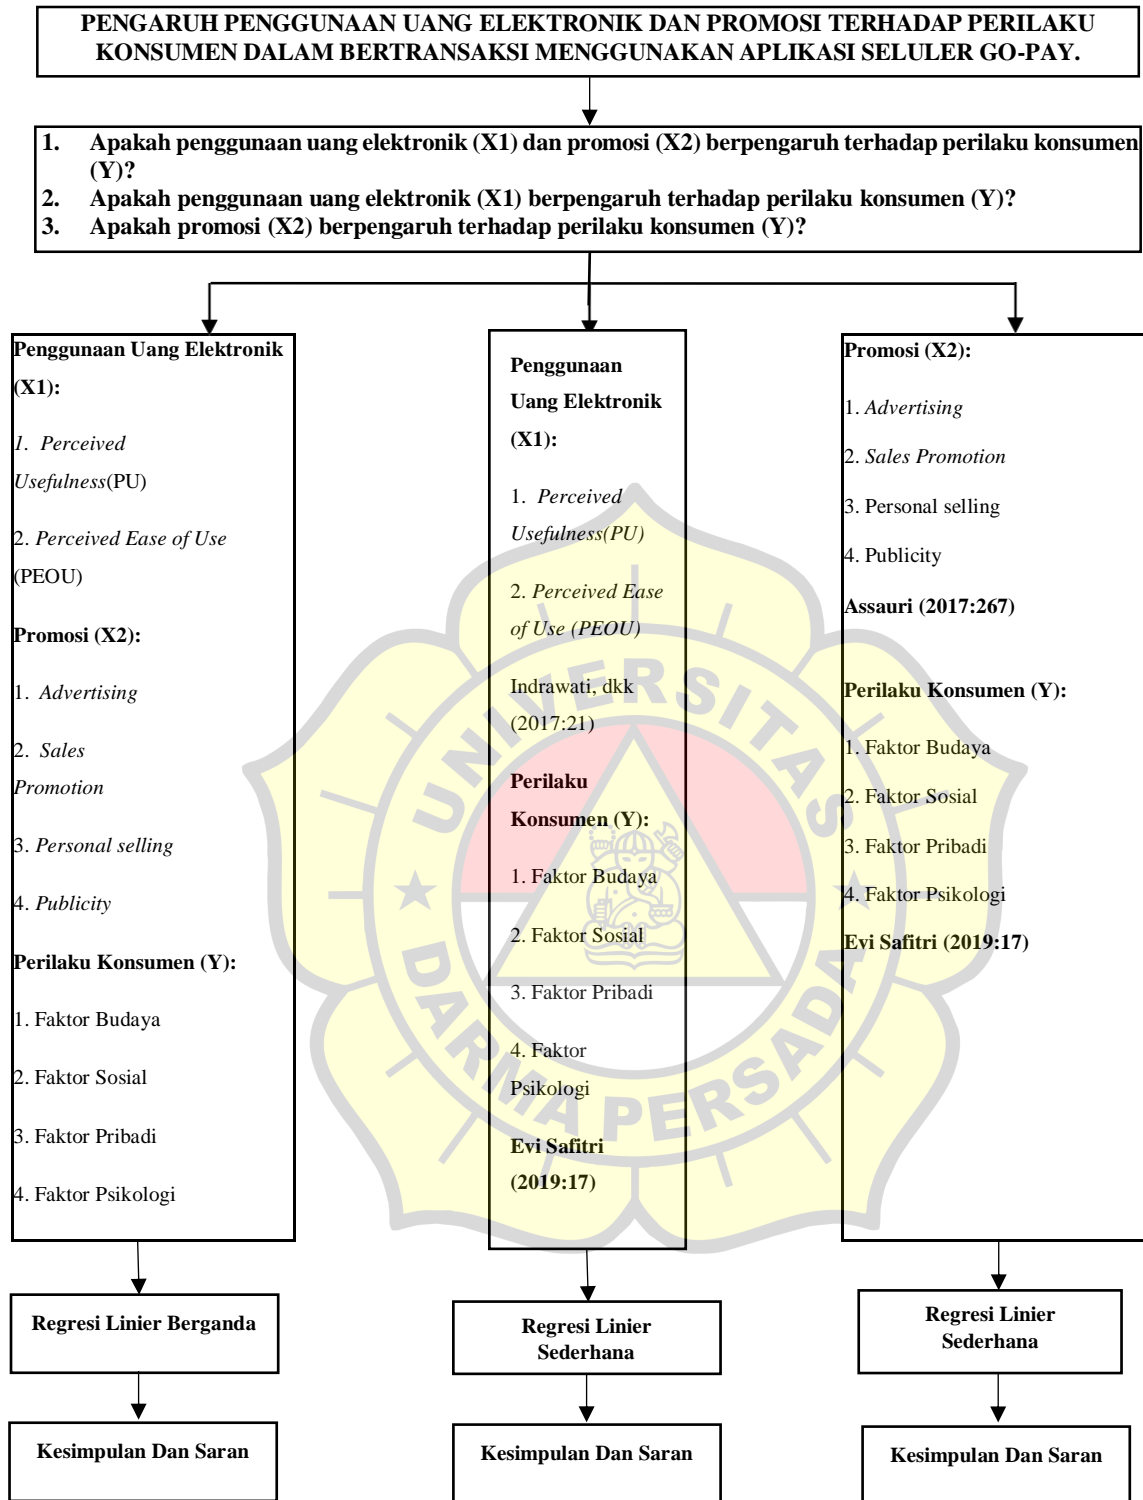 PENGARUH PENGGUNAAN UANG ELEKTRONIK DAN PROMOSI TERHADAP PERILAKU
KONSUMEN DALAM BERTRANSAKSI MENGGUNAKAN APLIKASI SELULER GO-PAY.
1. Apakah penggunaan uang elektronik (X1) dan promosi (X2) berpengaruh terhadap perilaku konsumen
(Y)?
2. Apakah penggunaan uang elektronik (X1) berpengaruh terhadap perilaku konsumen (Y)?
3. Apakah promosi (X2) berpengaruh terhadap perilaku konsumen (Y)?
Penggunaan Uang Elektronik
(X1):
1. Perceived
Usefulness(PU)
2. Perceived Ease of Use
(PEOU)
Promosi (X2):
1. Advertising
2. Sales
Promotion
3. Personal selling
4. Publicity
Perilaku Konsumen (Y):
1. Faktor Budaya
2. Faktor Sosial
3. Faktor Pribadi
4. Faktor Psikologi
Regresi Linier Berganda
Kesimpulan Dan Saran
Penggunaan
Uang Elektronik
(X1):
1. Perceived
Usefulness(PU)
2. Perceived Ease
of Use (PEOU)
Indrawati, dkk
(2017:21)
Perilaku
Konsumen (Y):
1. Faktor Budaya
2. Faktor Sosial
3. Faktor Pribadi
4. Faktor
Psikologi
Evi Safitri
(2019:17)
Regresi Linier
Sederhana
Kesimpulan Dan Saran
Promosi (X2):
1. Advertising
2. Sales Promotion
3. Personal selling
4. Publicity
Assauri (2017:267)
Perilaku Konsumen (Y):
1. Faktor Budaya
2. Faktor Sosial
3. Faktor Pribadi
4. Faktor Psikologi
Evi Safitri (2019:17)
Regresi Linier
Sederhana
Kesimpulan Dan Saran
UNIVERSITAS
DARMA PERSADA